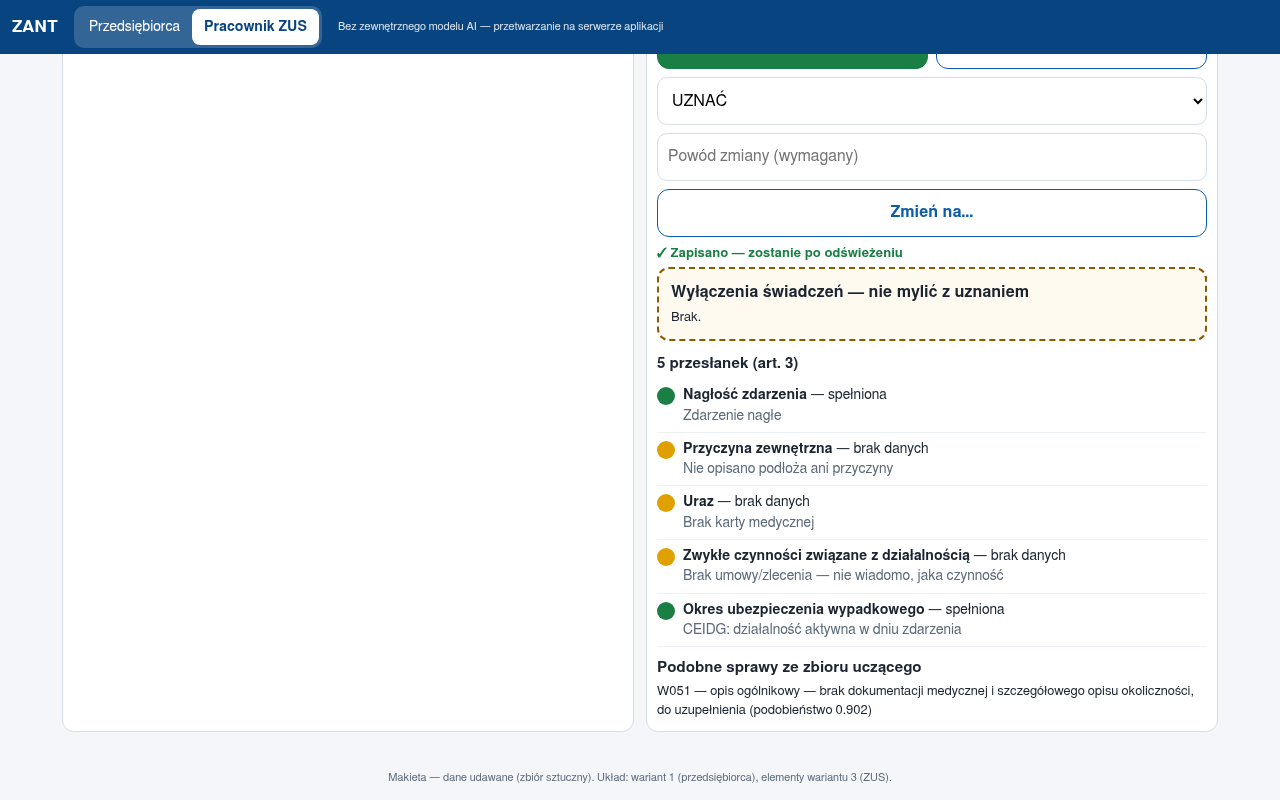 ZANT
Przedsiębiorca
Pracownik ZUS
Bez zewnętrznego modelu AI — przetwarzanie na serwerze aplikacji
UZNAĆ
Powód zmiany (wymagany)
Zmień na...
✓ Zapisano — zostanie po odświeżeniu
Wyłączenia świadczeń — nie mylić z uznaniem
Brak.
5 przesłanek (art. 3)
Nagłość zdarzenia — spełniona
Zdarzenie nagłe
Przyczyna zewnętrzna — brak danych
Nie opisano podłoża ani przyczyny
Uraz — brak danych
Brak karty medycznej
Zwykłe czynności związane z działalnością — brak danych
Brak umowy/zlecenia — nie wiadomo, jaka czynność
Okres ubezpieczenia wypadkowego — spełniona
CEIDG: działalność aktywna w dniu zdarzenia
Podobne sprawy ze zbioru uczącego
W051 — opis ogólnikowy — brak dokumentacji medycznej i szczegółowego opisu okoliczności,
do uzupełnienia (podobieństwo 0.902)
Makieta — dane udawane (zbiór sztuczny). Układ: wariant 1 (przedsiębiorca), elementy wariantu 3 (ZUS).